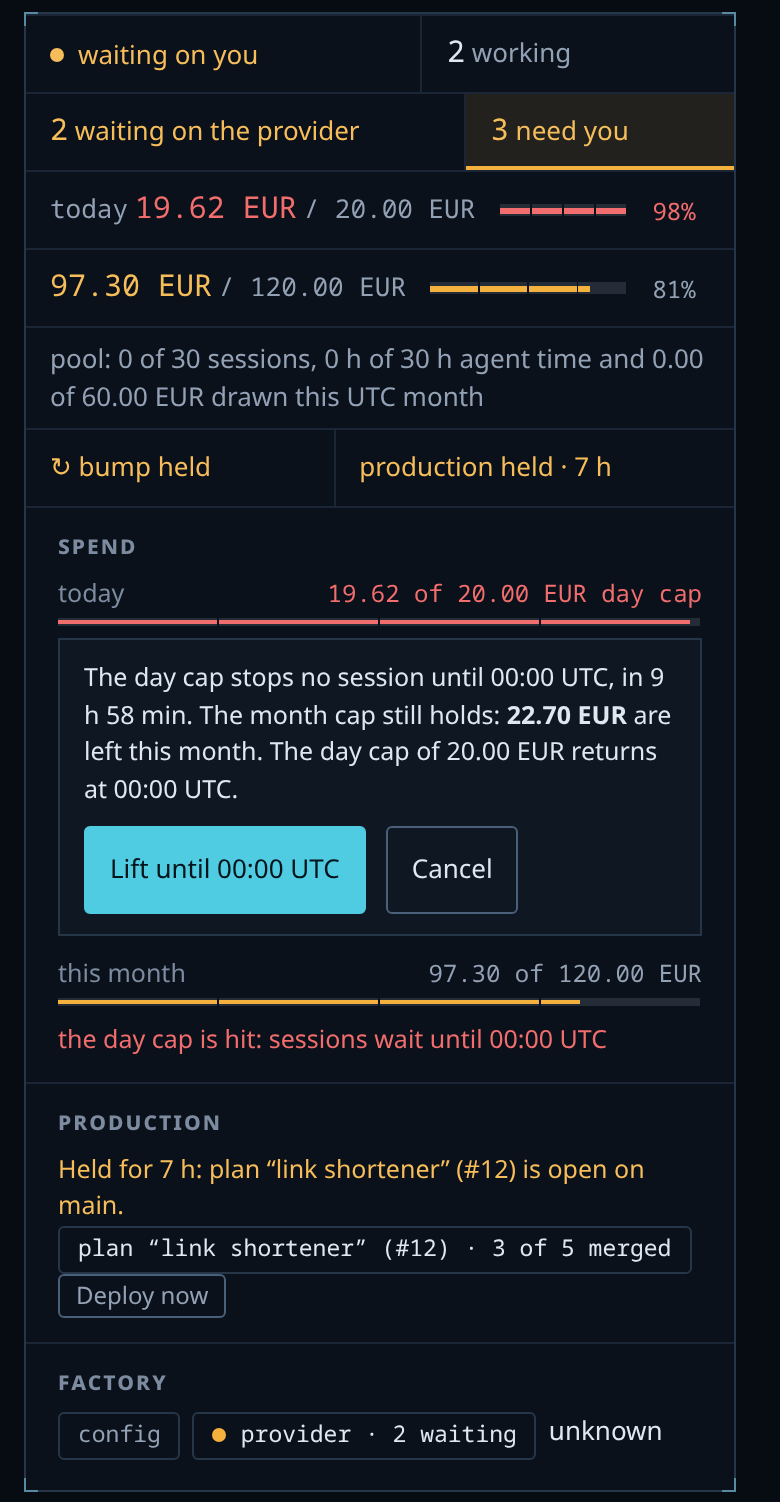 waiting on you
2 working
2 waiting on the provider
3 need you
today 19.62 EUR / 20.00 EUR 98%
97.30 EUR / 120.00 EUR 81%
pool: 0 of 30 sessions, 0 h of 30 h agent time and 0.00
of 60.00 EUR drawn this UTC month
↻ bump held
production held · 7 h
SPEND
today 19.62 of 20.00 EUR day cap
The day cap stops no session until 00:00 UTC, in 9
h 58 min. The month cap still holds: 22.70 EUR are
left this month. The day cap of 20.00 EUR returns
at 00:00 UTC.
Lift until 00:00 UTC
Cancel
this month 97.30 of 120.00 EUR
the day cap is hit: sessions wait until 00:00 UTC
PRODUCTION
Held for 7 h: plan “link shortener” (#12) is open on
main.
plan “link shortener” (#12) · 3 of 5 merged
Deploy now
FACTORY
config
provider · 2 waiting
unknown